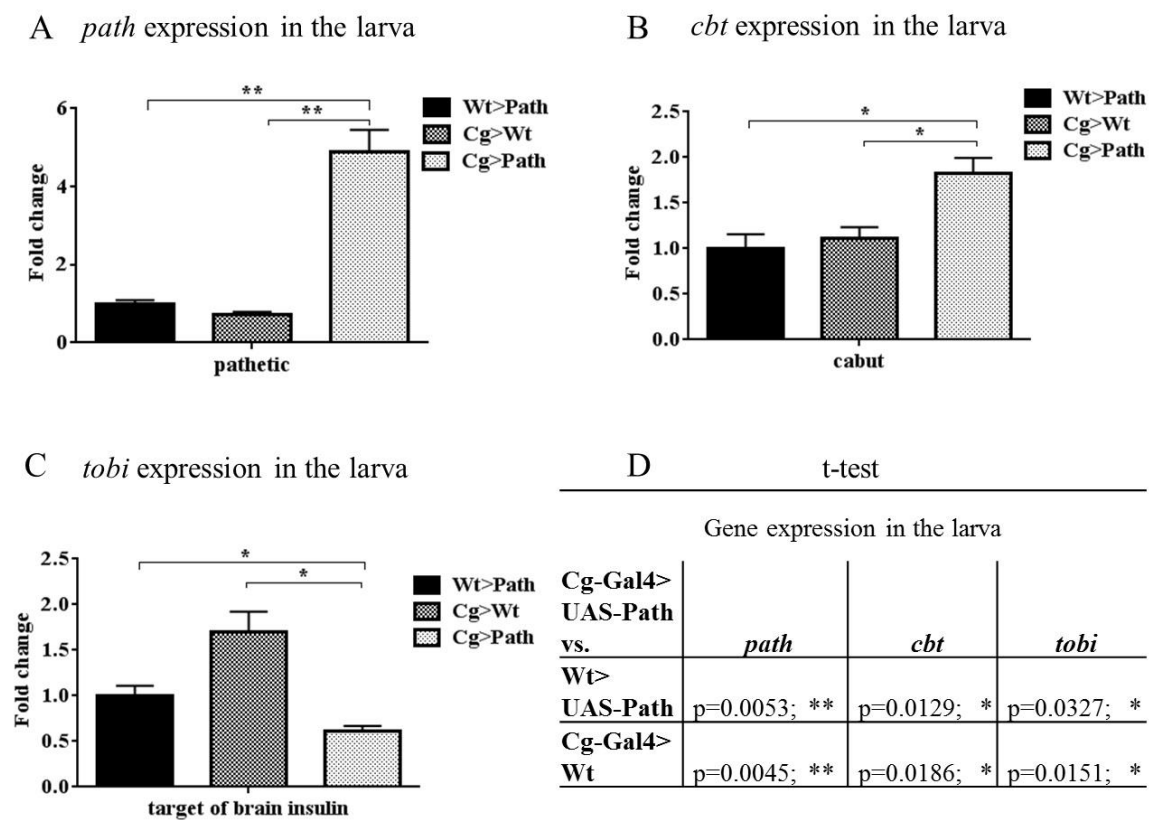 A path expression in the larva
**
**
Wt>Path
Cg>Wt
Cg>Path
Fold change
6
4
2
0
pathetic
B cbt expression in the larva
*
*
Wt>Path
Cg>Wt
Cg>Path
Fold change
2.5
2.0
1.5
1.0
0.5
0.0
cabut
C tobi expression in the larva
*
*
Wt>Path
Cg>Wt
Cg>Path
Fold change
2.5
2.0
1.5
1.0
0.5
0.0
target of brain insulin
D t-test
Gene expression in the larva
Cg-Gal4>
UAS-Path
vs. path cbt tobi
Wt>
UAS-Path p=0.0053; ** p=0.0129; * p=0.0327; *
Cg-Gal4>
Wt p=0.0045; ** p=0.0186; * p=0.0151; *